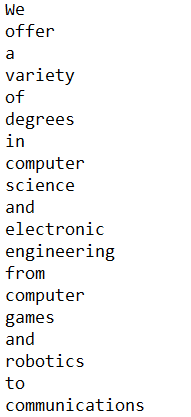 We
offer
a
variety
of
degrees
in
computer
science
and
electronic
engineering
from
computer
games
and
robotics
to
communications